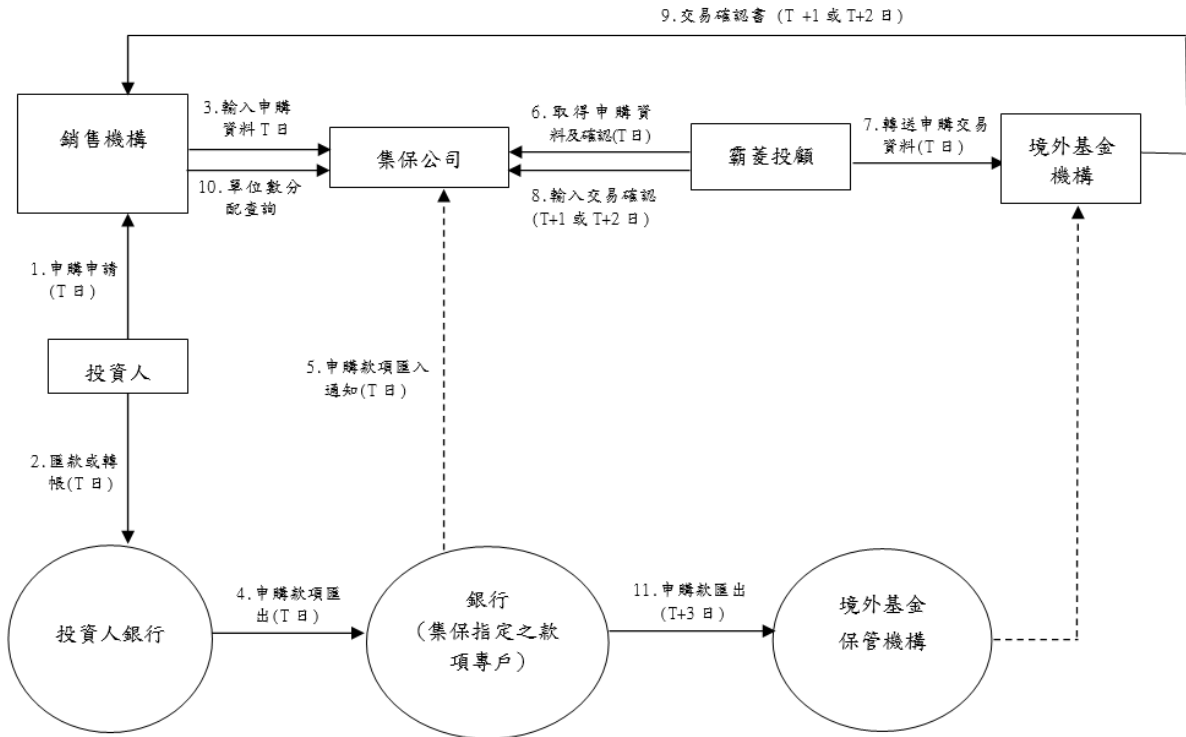 9.交易確認書 (T +1 或 T+2 日)
銷售機構
3.輸入申購
資料 T 日
10.單位數分
配查詢
集保公司
6.取得申購資
料及確認(T 日)
8.輸入交易確認
(T+1 或 T+2 日)
霸菱投顧
7.轉送申購交易
資料(T 日)
境外基金
機構
1.申購申請
(T 日)
投資人
5.申購款項匯入
通知(T 日)
2.匯款或轉
帳(T 日)
投資人銀行
4.申購款項匯
出(T 日)
銀行
(集保指定之款
項專戶)
11.申購款匯出
(T+3 日)
境外基金
保管機構